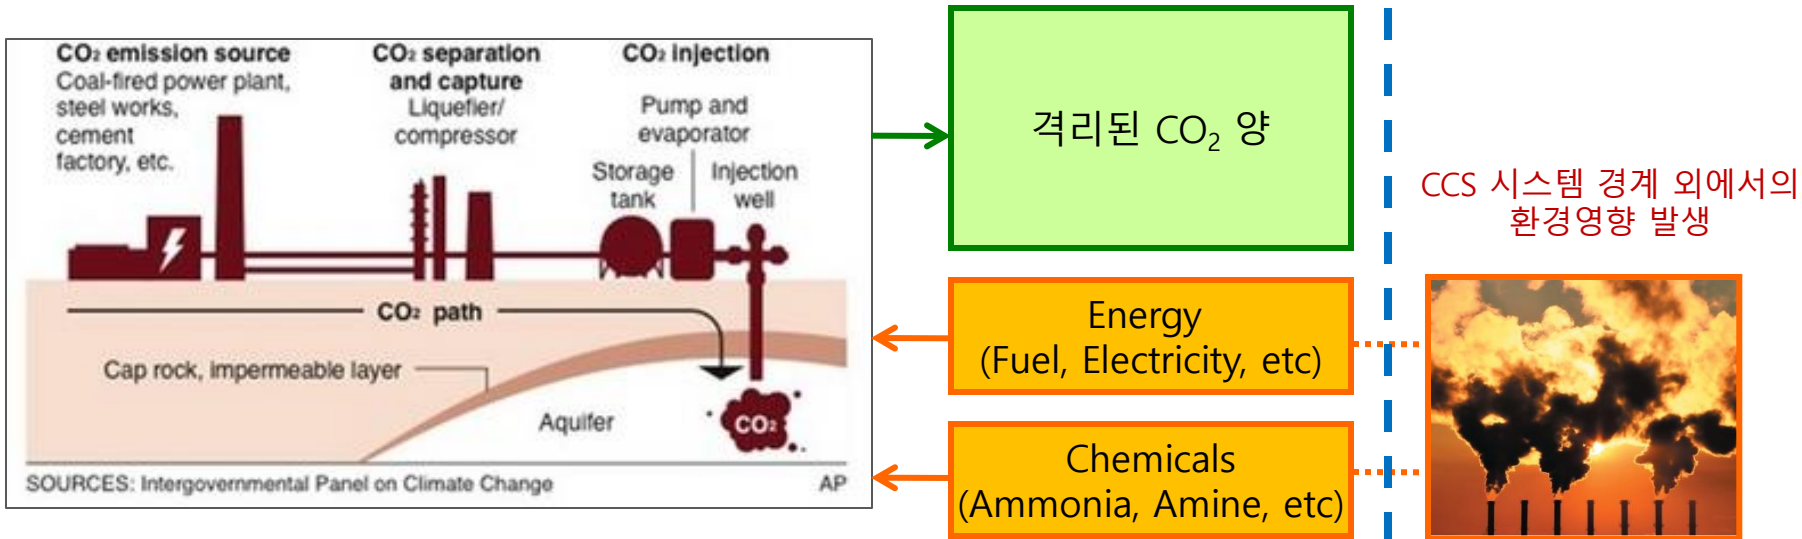 CO₂ emission source
Coal-fired power plant,
steel works,
cement
factory, etc.
CO₂ separation
and capture
Liquefier/
compressor
CO₂ injection
Pump and
evaporator
Storage
tank
Injection
well
CO₂ path
Cap rock, impermeable layer
Aquifer
CO₂
SOURCES: Intergovernmental Panel on Climate Change
AP
격리된 CO₂ 양
Energy
(Fuel, Electricity, etc)
Chemicals
(Ammonia, Amine, etc)
CCS 시스템 경계 외에서의
환경영향 발생